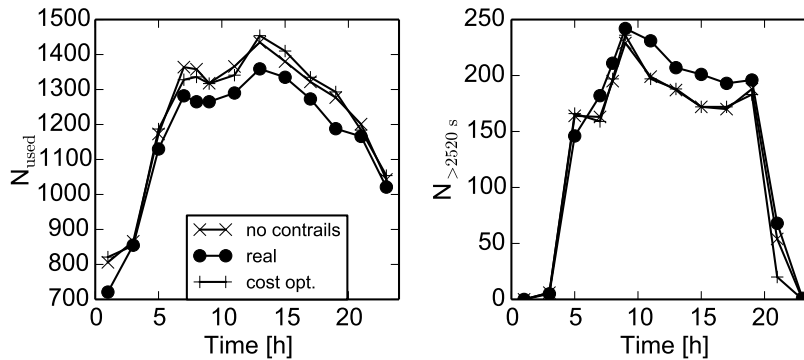 1500
1400
1300
1200
1100
1000
900
800
700
N_used
0 5 10 15 20
Time [h]
no contrails
real
cost opt.
250
200
150
100
50
0
N_>2520 s
0 5 10 15 20
Time [h]